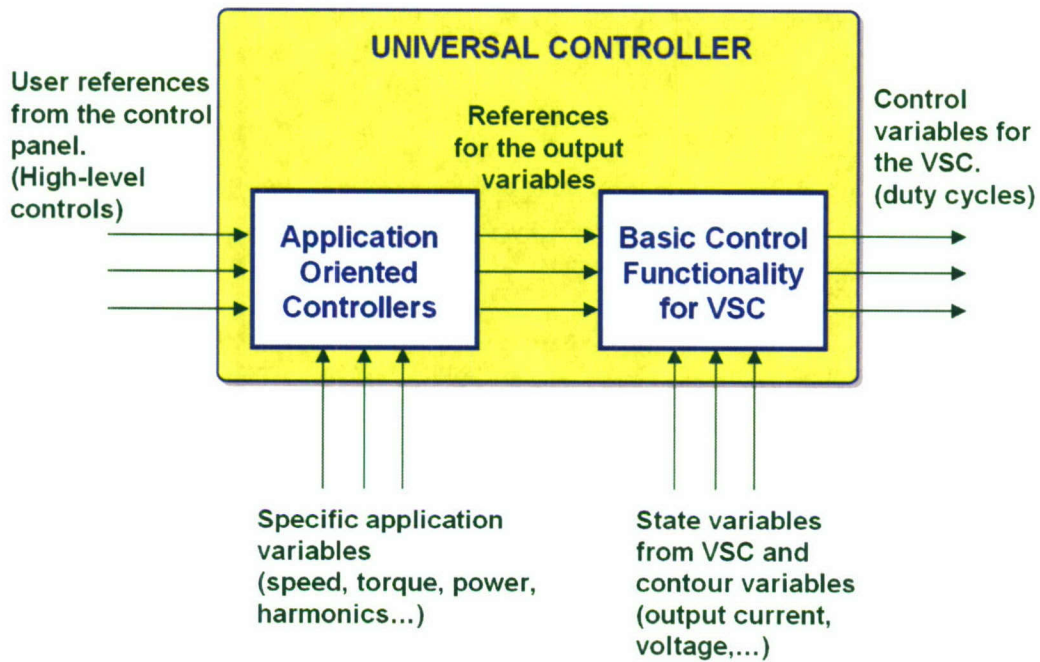 UNIVERSAL CONTROLLER
User references
from the control
panel.
(High-level
controls)
References
for the output
variables
Control
variables for
the VSC.
(duty cycles)
Application
Oriented
Controllers
Basic Control
Functionality
for VSC
Specific application
variables
(speed, torque, power,
harmonics...)
State variables
from VSC and
contour variables
(output current,
voltage,...)